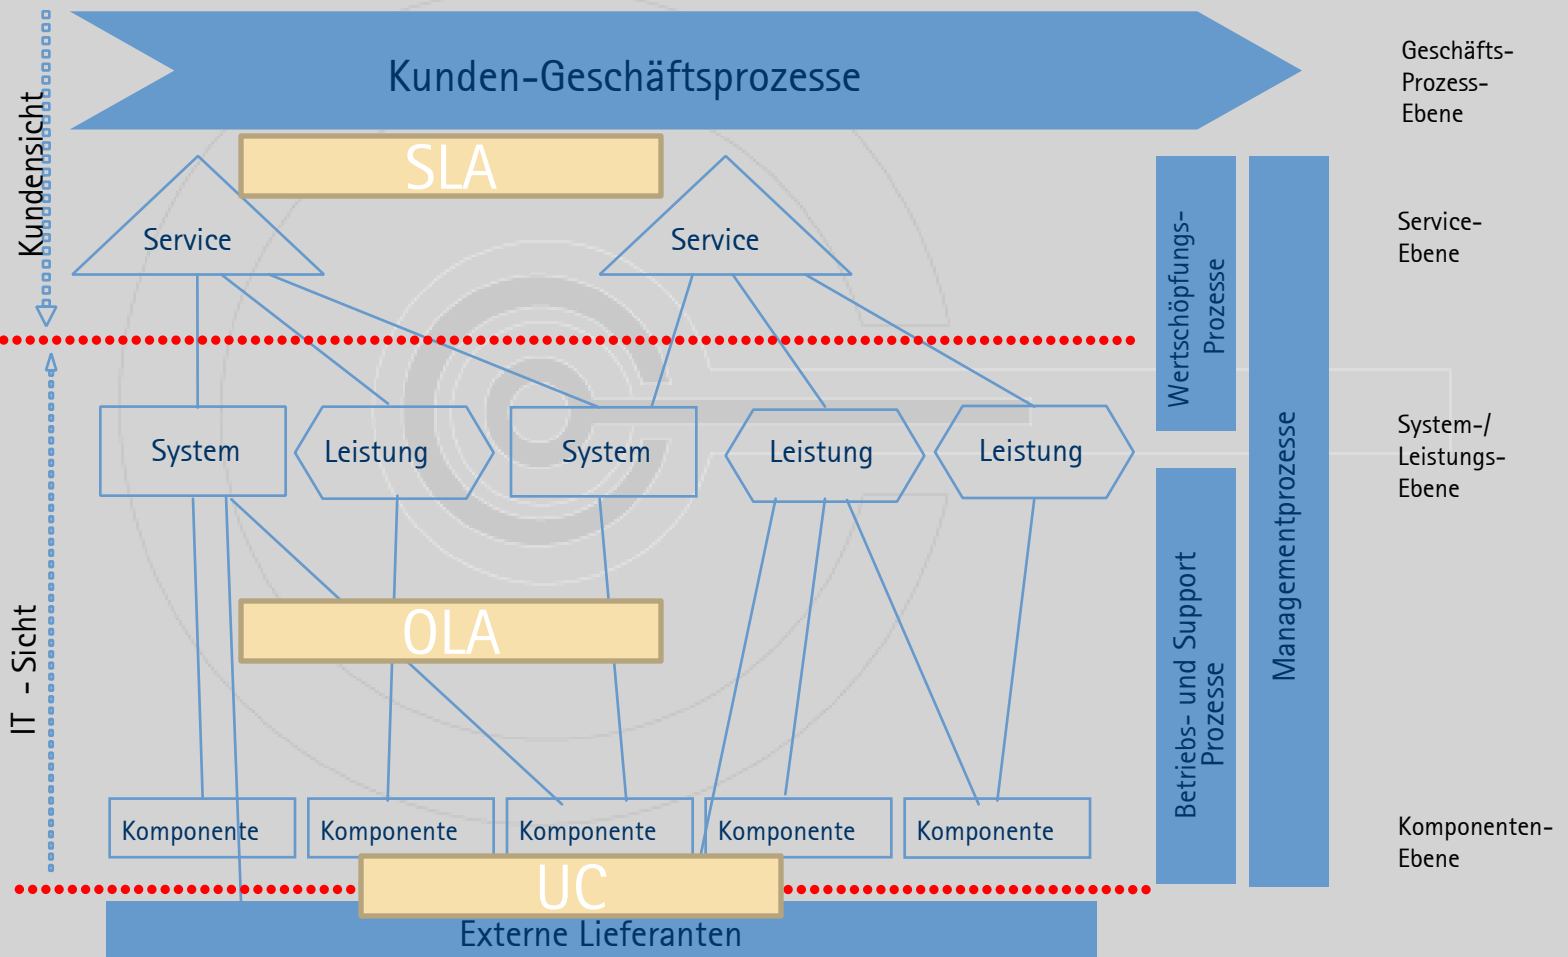 Kunden-Geschäftsprozesse
Geschäfts-
Prozess-
Ebene
Kundensicht
SLA
Service
Service
Service-
Ebene
Wertschöpfungs-
Prozesse
Managementprozesse
System
Leistung
System
Leistung
Leistung
System-/
Leistungs-
Ebene
IT - Sicht
OLA
Betriebs- und Support
Prozesse
Komponente
Komponente
Komponente
Komponente
Komponente
Komponenten-
Ebene
UC
Externe Lieferanten